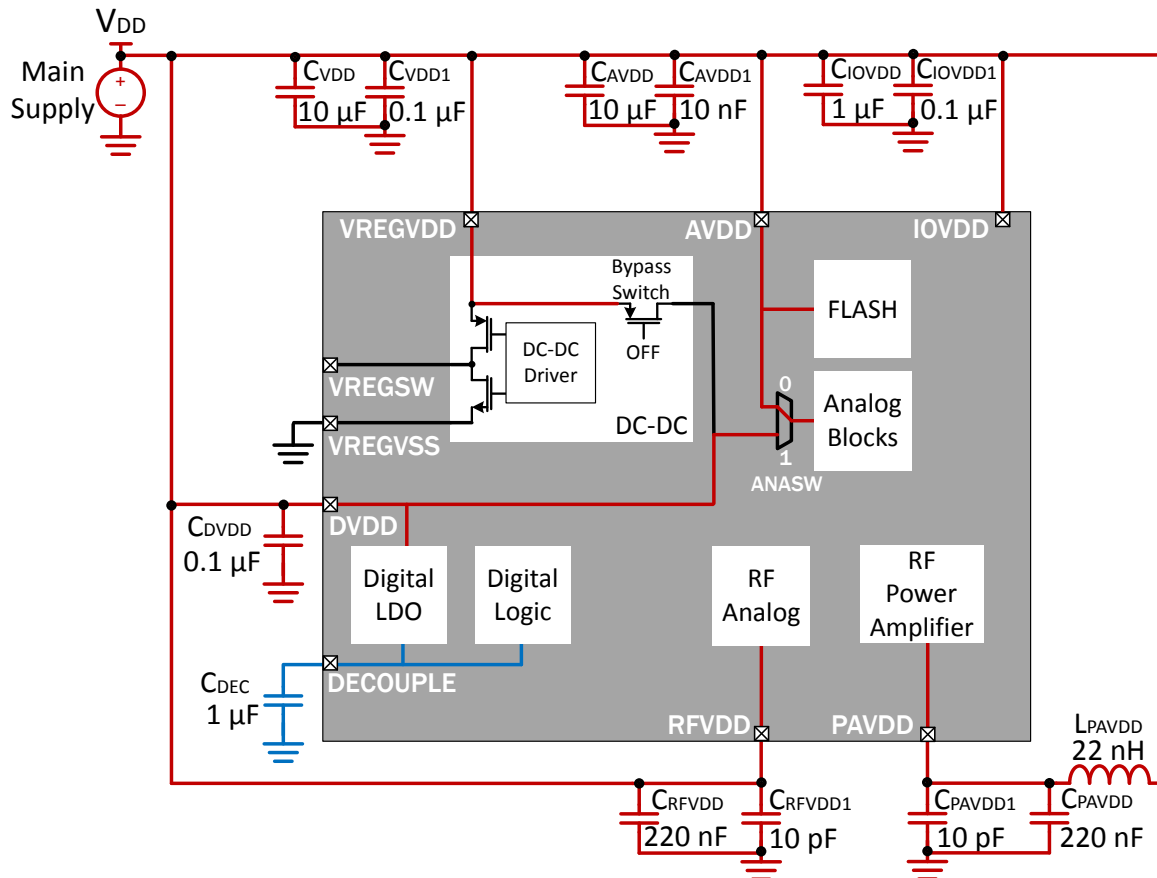 VDD
Main
Supply
+
−
CVDD
10 µF
CVDD1
0.1 µF
CAVDD
10 µF
CAVDD1
10 nF
CIOVDD
1 µF
CIOVDD1
0.1 µF
VREGVDD
AVDD
IOVDD
Bypass
Switch
OFF
DC-DC
Driver
DC-DC
VREGSW
VREGVSS
FLASH
0
1
ANASW
Analog
Blocks
CDVDD
0.1 µF
DVDD
Digital
LDO
Digital
Logic
RF
Analog
RF
Power
Amplifier
CDEC
1 µF
DECOUPLE
RFVDD
PAVDD
LPAVDD
22 nH
CRFVDD
220 nF
CRFVDD1
10 pF
CPAVDD1
10 pF
CPAVDD
220 nF